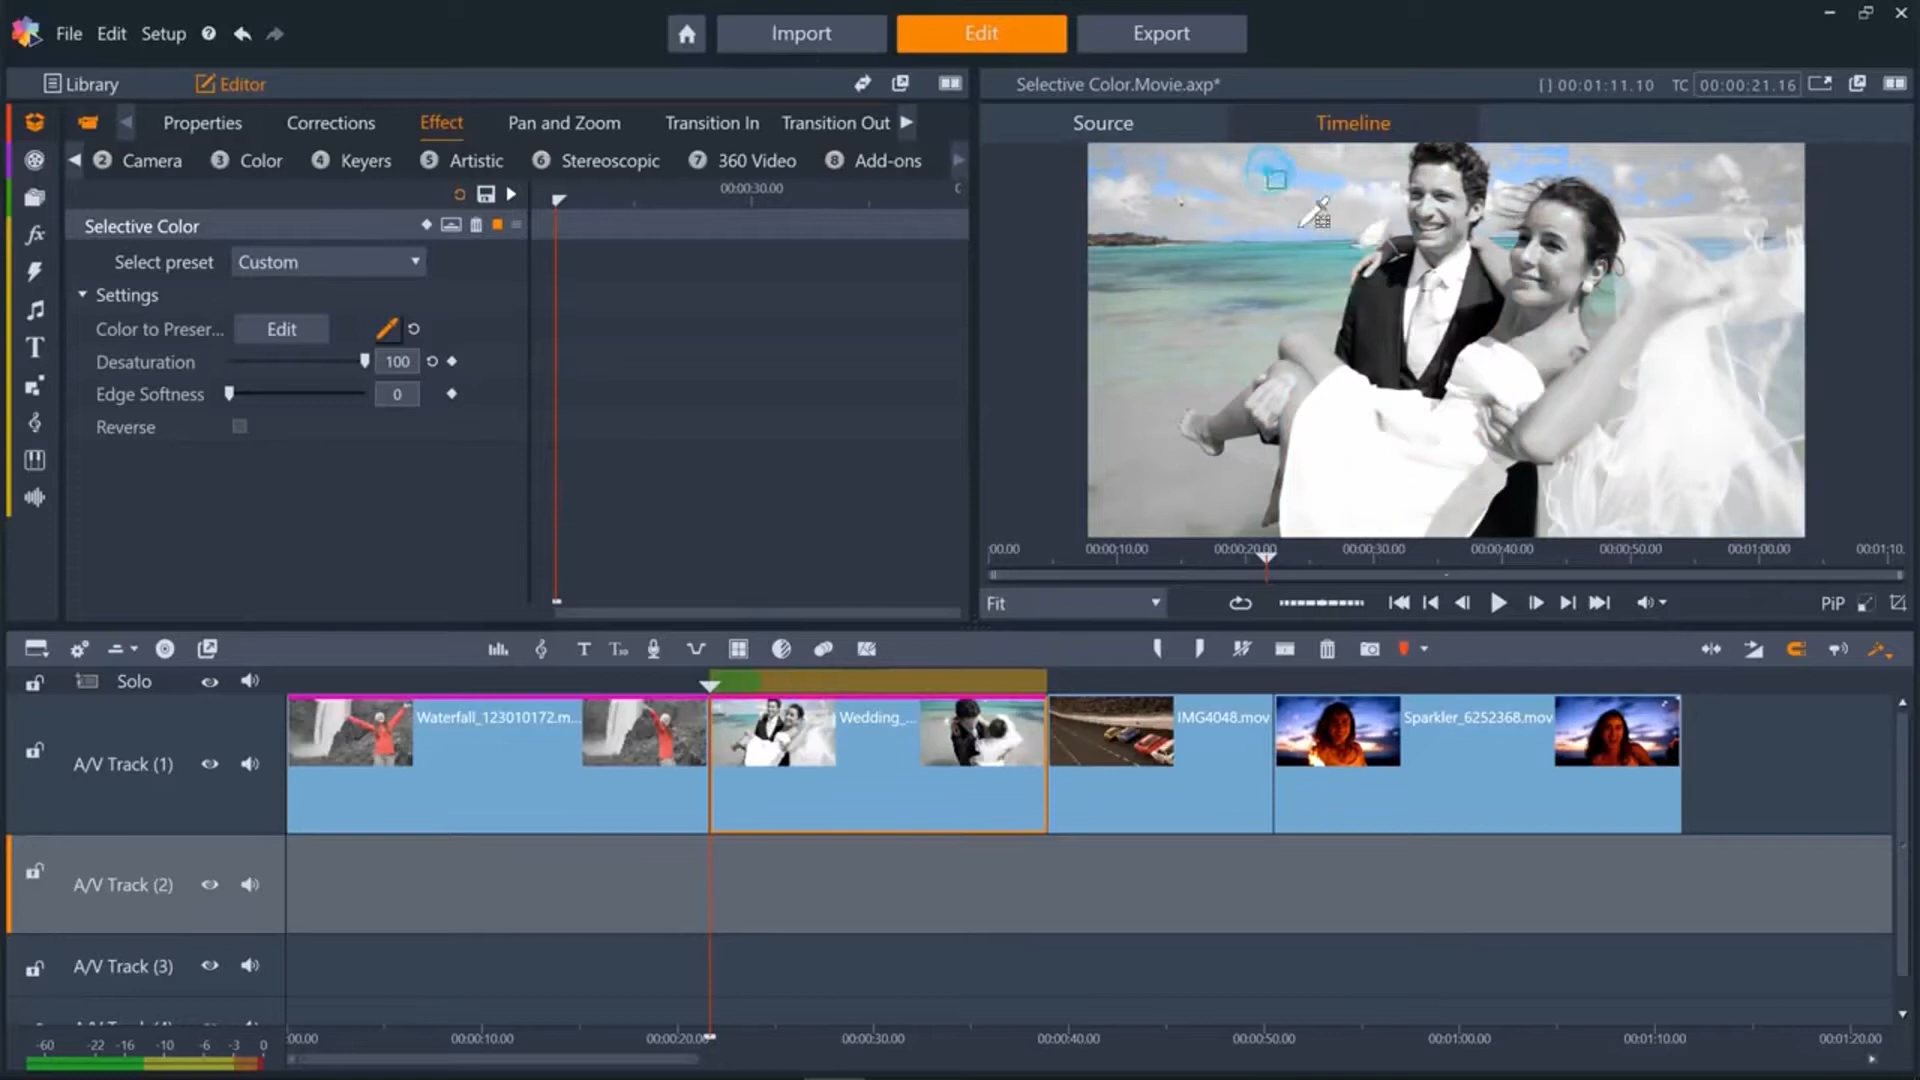 File Edit Setup ?
Import Edit Export
Library Editor
Selective Color.Movie.axp* [ ] 00:01:11.10 TC 00:00:21.16
Properties Corrections Effect Pan and Zoom Transition In Transition Out
Source Timeline
2 Camera 3 Color 4 Keyers 5 Artistic 6 Stereoscopic 7 360 Video 8 Add-ons
00:00:30.00
Selective Color
Select preset Custom
Settings
Color to Preser... Edit
Desaturation 100
Edge Softness 0
Reverse
:00.00 00:00:10.00 00:00:20.00 00:00:30.00 00:00:40.00 00:00:50.00 00:01:00.00 00:01:10.
Fit PiP
Solo
Waterfall_123010172.m... Wedding_... IMG4048.mov Sparkler_6252368.mov
A/V Track (1)
A/V Track (2)
A/V Track (3)
-60 -22 -16 -10 -6 -3 0
:00.00 00:00:10.00 00:00:20.00 00:00:30.00 00:00:40.00 00:00:50.00 00:01:00.00 00:01:10.00 00:01:20.00